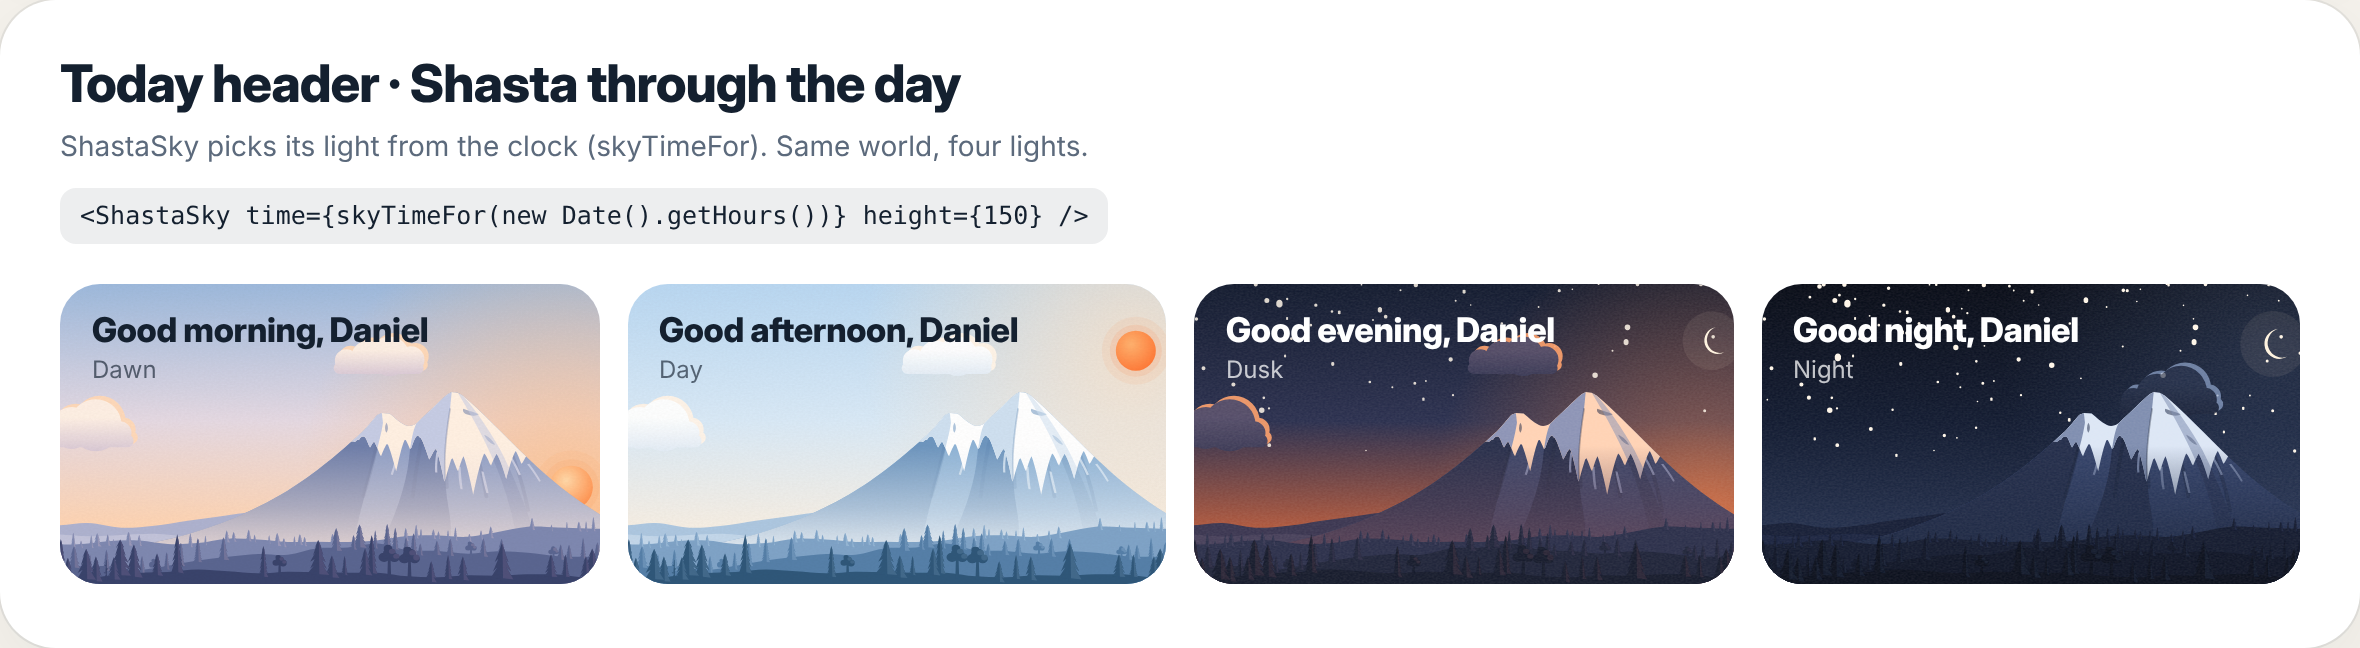 Today header · Shasta through the day
ShastaSky picks its light from the clock (skyTimeFor). Same world, four lights.
<ShastaSky time={skyTimeFor(new Date().getHours())} height={150} />
Good morning, Daniel
Dawn
Good afternoon, Daniel
Day
Good evening, Daniel
Dusk
Good night, Daniel
Night